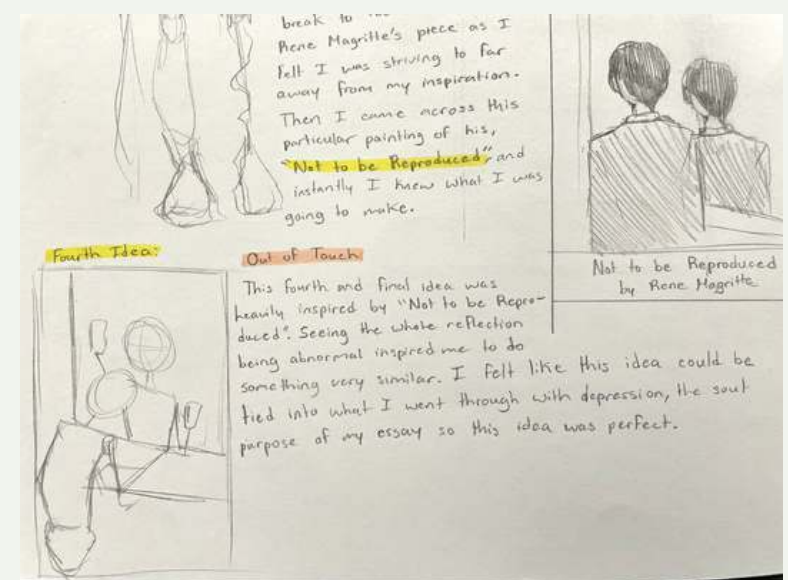 break to
Rene Magritte's piece as I
felt I was striving to far
away from my inspiration.
Then I came across this
particular painting of his,
"Not to be Reproduced", and
instantly I knew what I was
going to make.
Not to be Reproduced
by Rene Magritte
Fourth Idea:
Out of Touch
This fourth and final idea was
heavily inspired by "Not to be Repro-
duced". Seeing the whole reflection
being abnormal inspired me to do
something very similar. I felt like this idea could be
tied into what I went through with depression, the soul
purpose of my essay so this idea was perfect.